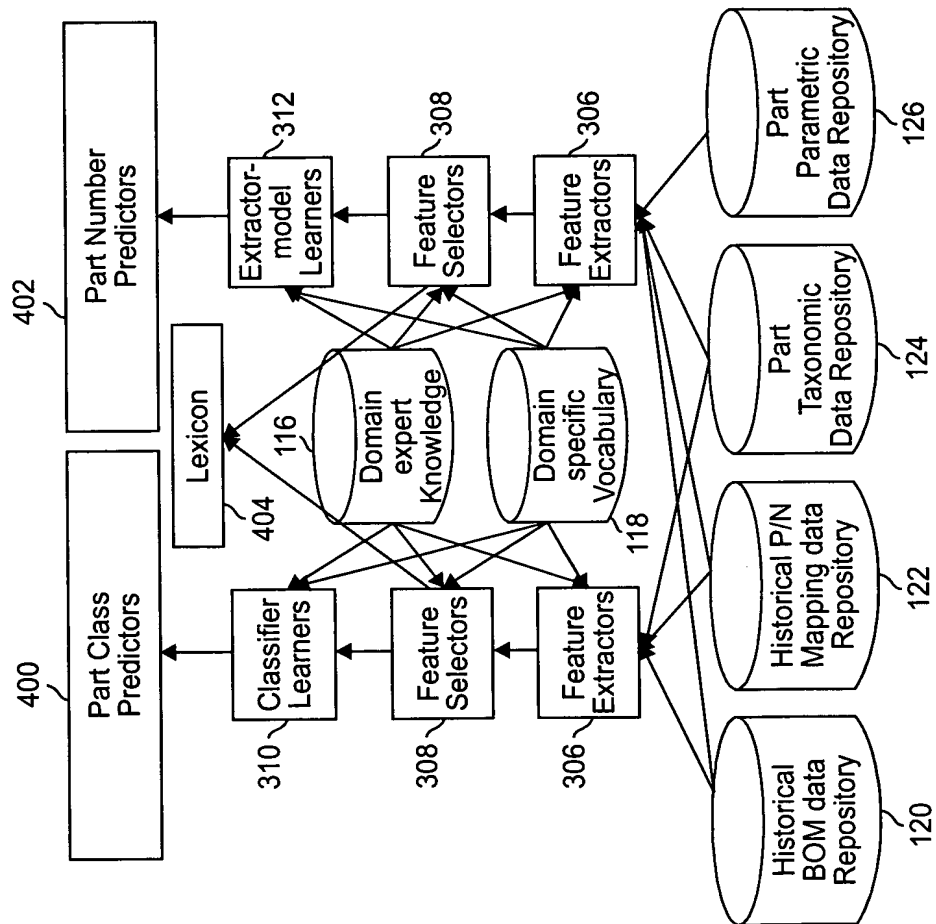 400
Part Class
Predictors
402
Part Number
Predictors
Lexicon
404
310
Classifier
Learners
312
Extractor-
model
Learners
116
Domain
expert
Knowledge
308
Feature
Selectors
308
Feature
Selectors
118
Domain
specific
Vocabulary
306
Feature
Extractors
306
Feature
Extractors
Historical
BOM data
Repository
120
Historical P/N
Mapping data
Repository
122
Part
Taxonomic
Data Repository
124
Part
Parametric
Data Repository
126